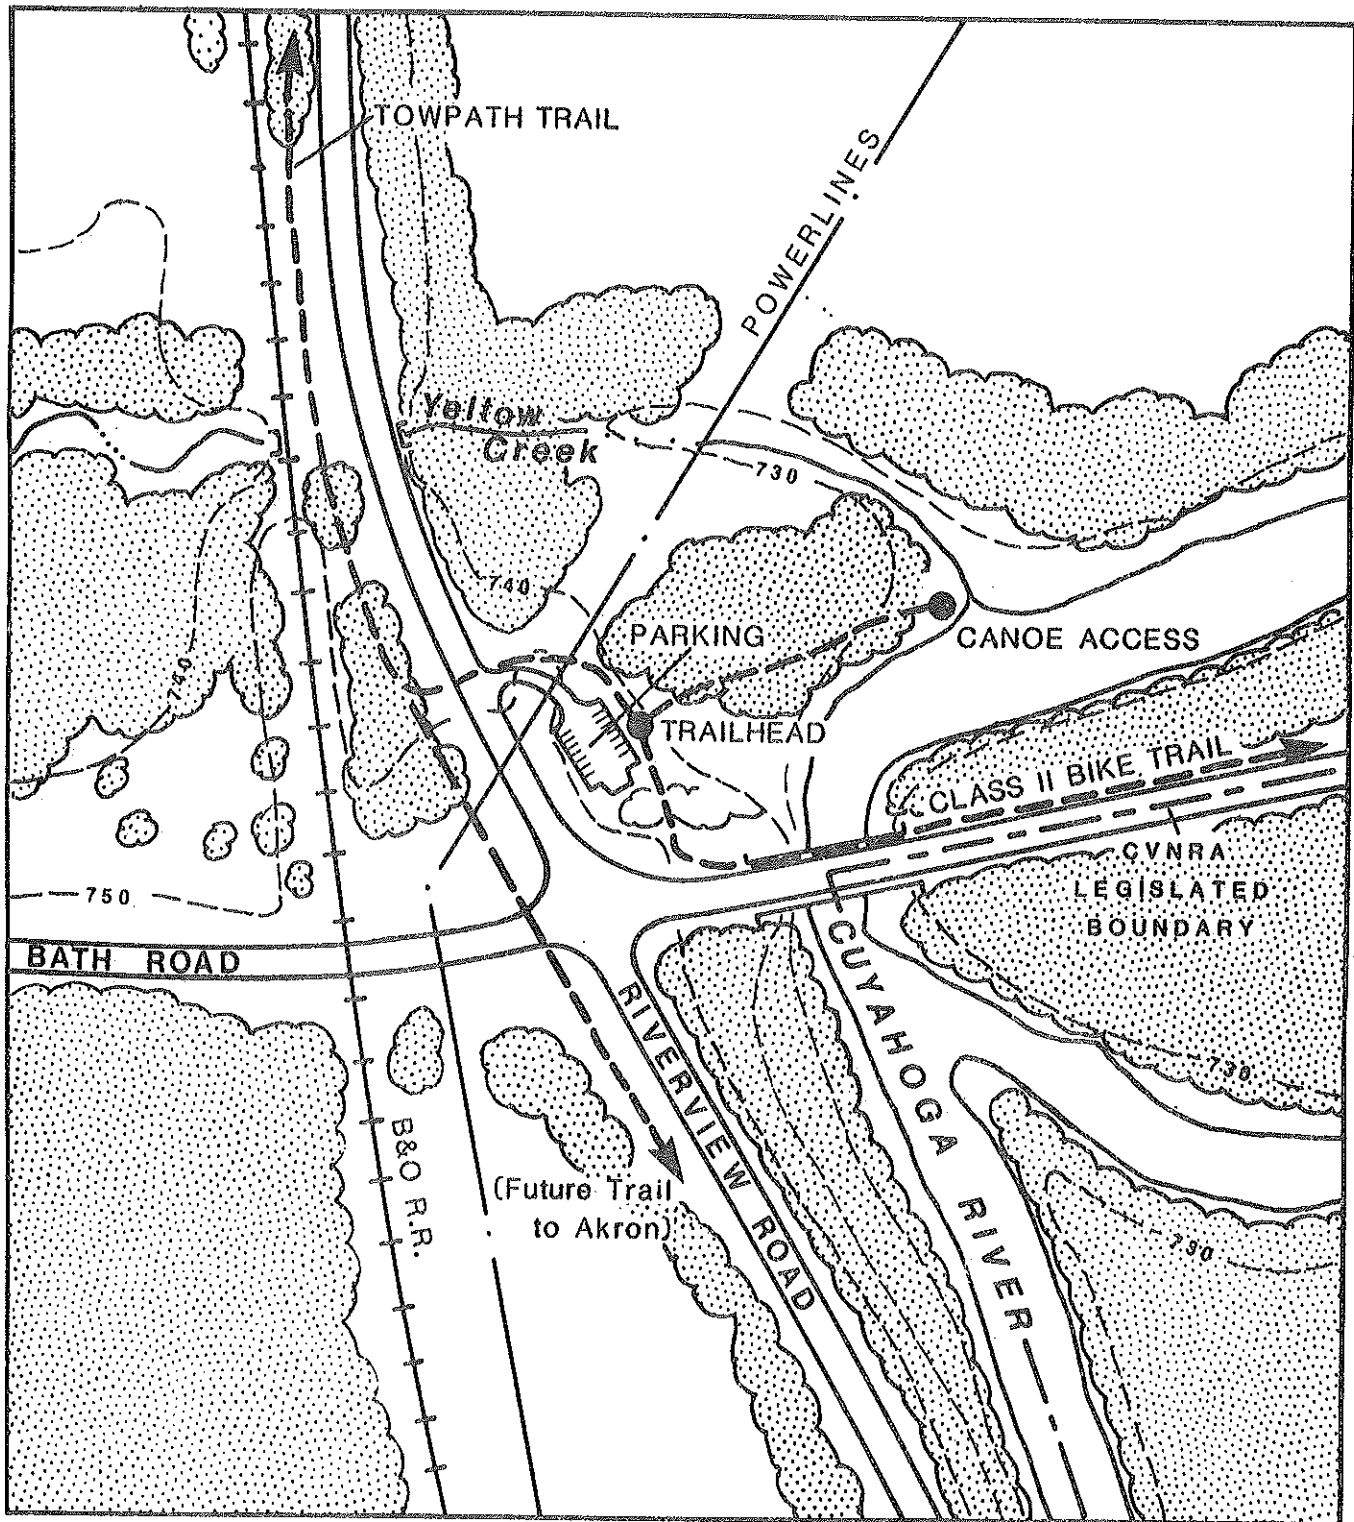 TOWPATH TRAIL
POWERLINES
Yellow
Creek
730
740
PARKING
CANOE ACCESS
TRAILHEAD
740
CLASS II BIKE TRAIL
CVNRA
LEGISLATED
BOUNDARY
750
BATH ROAD
RIVERVIEW ROAD
CUYAHOGA RIVER
730
B&O R.R.
(Future Trail
to Akron)
730